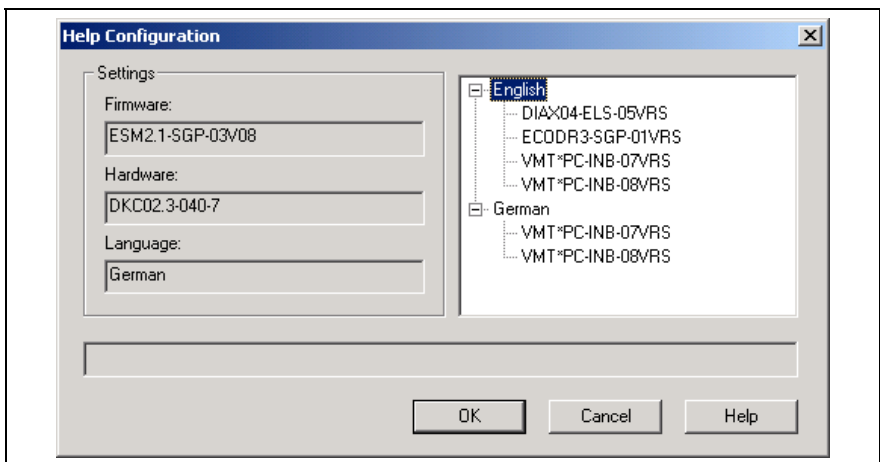 Help Configuration
Settings
Firmware:
ESM2.1-SGP-03V08
Hardware:
DKC02.3-040-7
Language:
German
English
DIAX04-ELS-05VRS
ECODR3-SGP-01VRS
VMT*PC-INB-07VRS
VMT*PC-INB-08VRS
German
VMT*PC-INB-07VRS
VMT*PC-INB-08VRS
OK
Cancel
Help